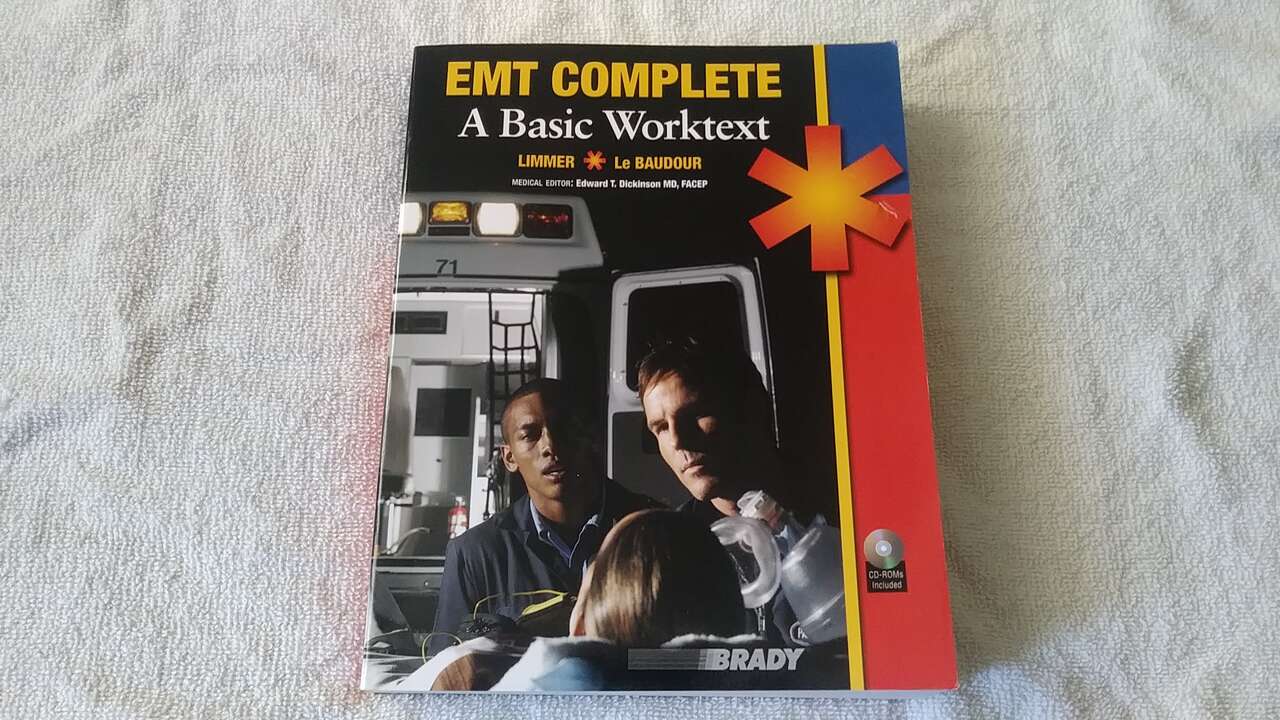 EMT COMPLETE
A Basic Worktext
LIMMER Le BAUDOUR
MEDICAL EDITOR: Edward T. Dickinson MD, FACEP
71
CD-ROMs
Included
BRADY